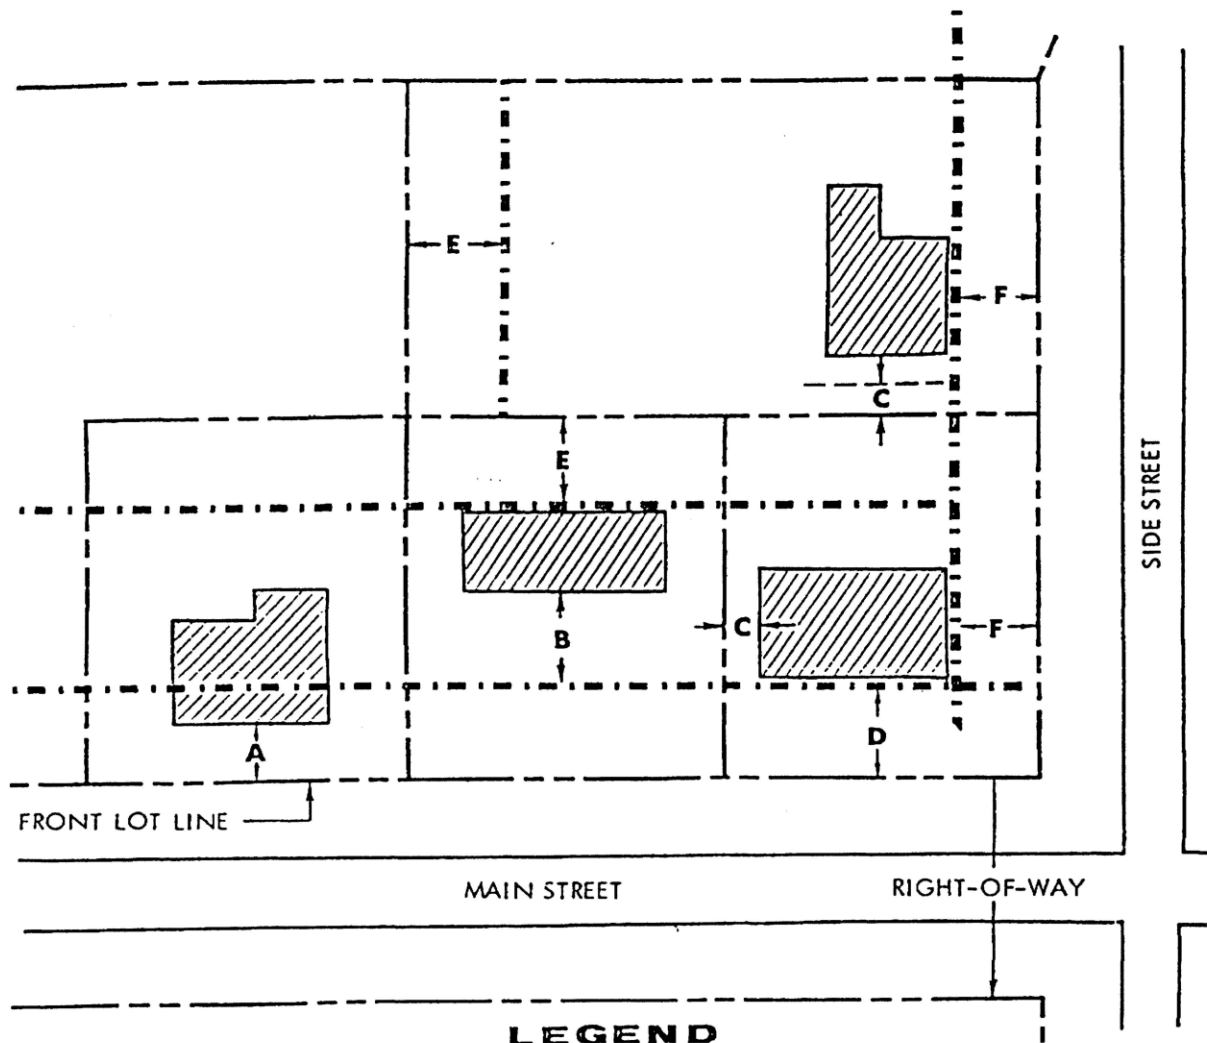 E
F
C
E
SIDE STREET
B
C
F
A
D
FRONT LOT LINE
MAIN STREET
RIGHT-OF-WAY
LEGEND